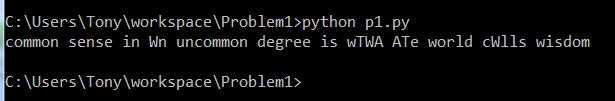 C:\Users\Tony\workspace\Problem1>python p1.py
common sense in Wn uncommon degree is wTWA ATe world cWlls wisdom
C:\Users\Tony\workspace\Problem1>